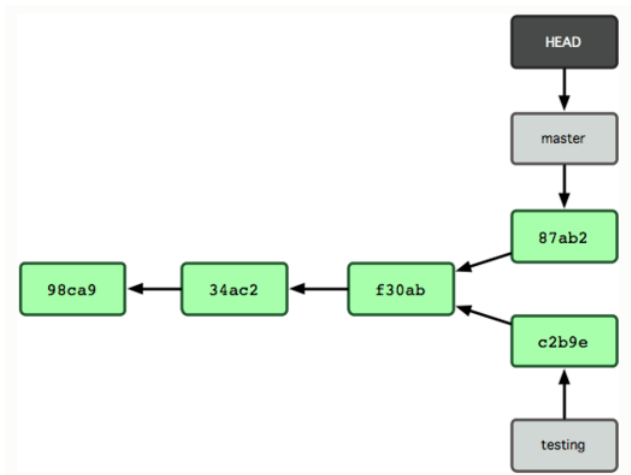 HEAD
master
87ab2
98ca9
34ac2
f30ab
c2b9e
testing